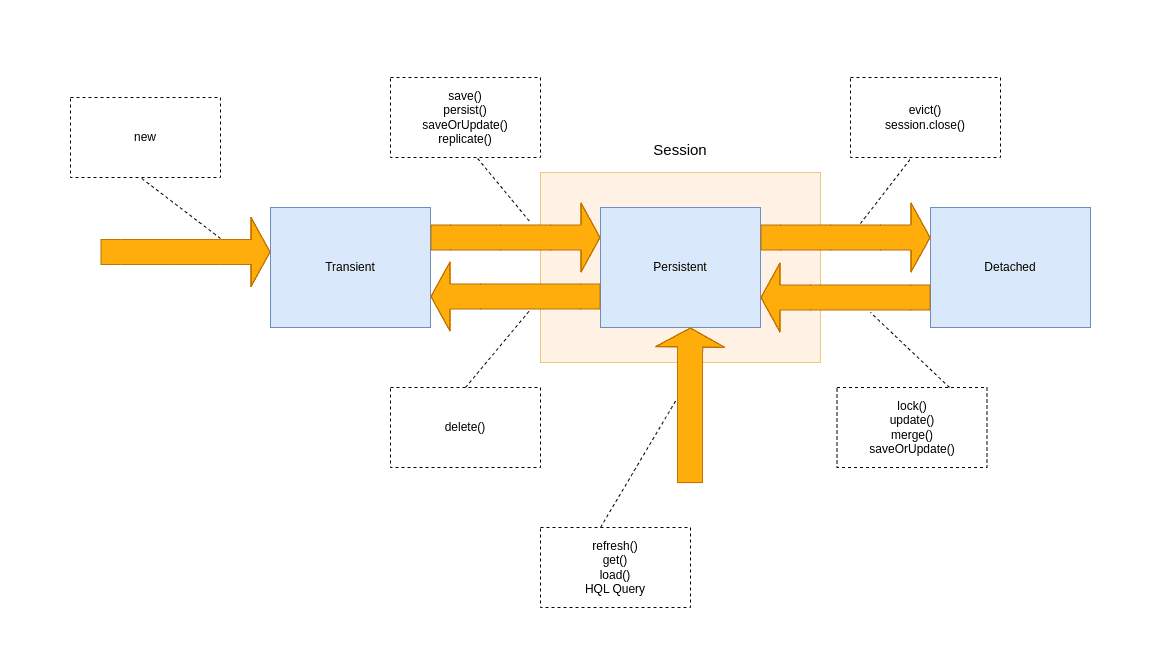 new
save()
persist()
saveOrUpdate()
replicate()
evict()
session.close()
Session
Transient
Persistent
Detached
delete()
lock()
update()
merge()
saveOrUpdate()
refresh()
get()
load()
HQL Query